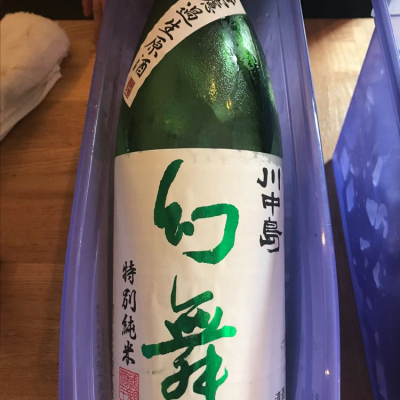 無濾過生原酒
川中島
幻舞
特別純米